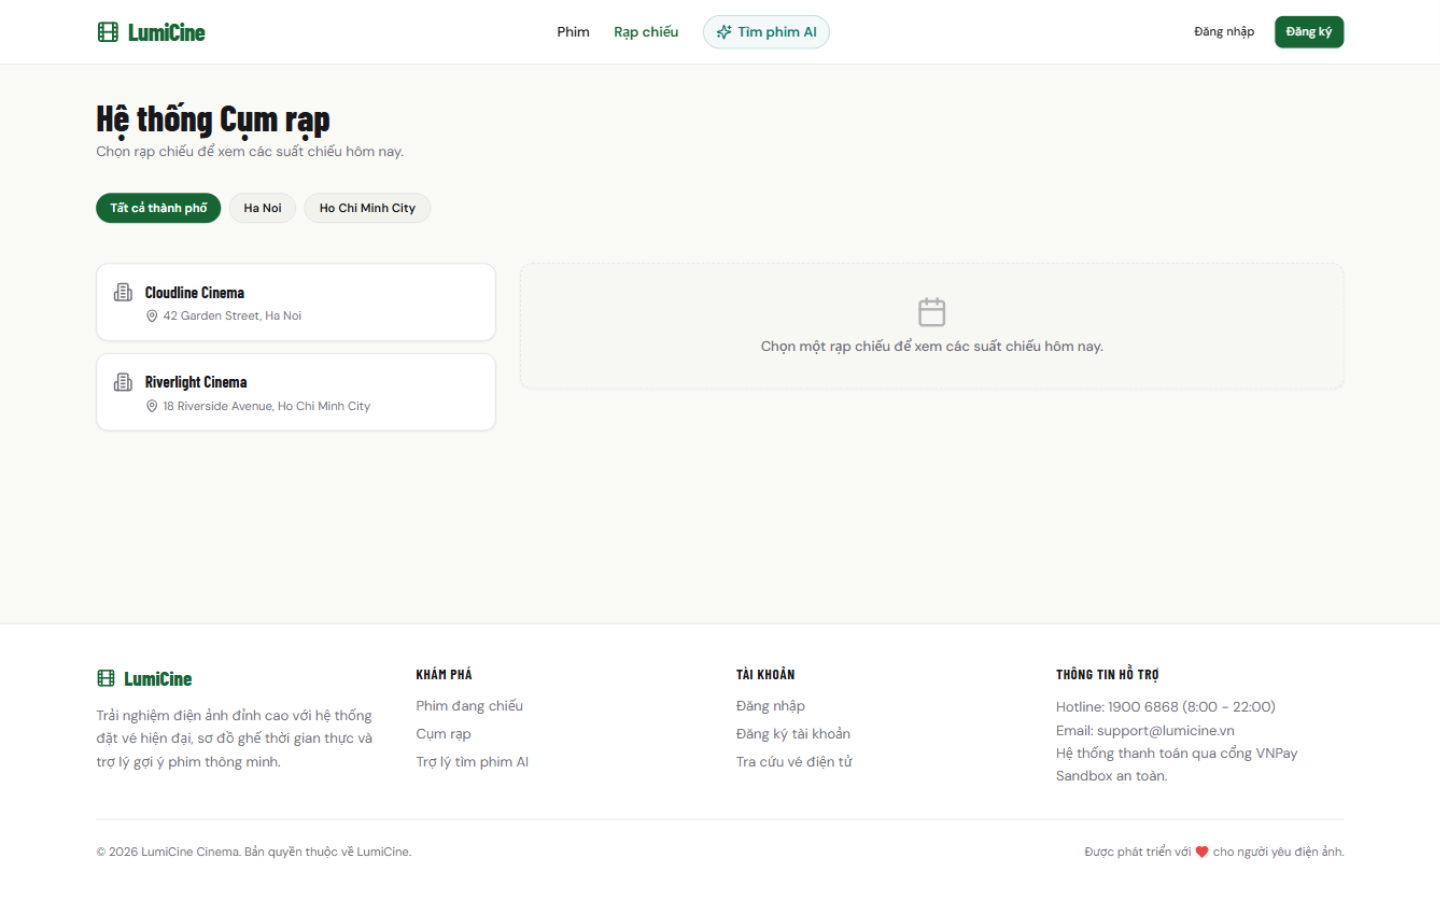 LumiCine
Phim
Rạp chiếu
Tìm phim AI
Đăng nhập
Đăng ký
Hệ thống Cụm rạp
Chọn rạp chiếu để xem các suất chiếu hôm nay.
Tất cả thành phố
Ha Noi
Ho Chi Minh City
Cloudline Cinema
42 Garden Street, Ha Noi
Riverlight Cinema
18 Riverside Avenue, Ho Chi Minh City
Chọn một rạp chiếu để xem các suất chiếu hôm nay.
LumiCine
Trải nghiệm điện ảnh đỉnh cao với hệ thống
đặt vé hiện đại, sơ đồ ghế thời gian thực và
trợ lý gợi ý phim thông minh.
KHÁM PHÁ
Phim đang chiếu
Cụm rạp
Trợ lý tìm phim AI
TÀI KHOẢN
Đăng nhập
Đăng ký tài khoản
Tra cứu vé điện tử
THÔNG TIN HỖ TRỢ
Hotline: 1900 6868 (8:00 - 22:00)
Email: support@lumicine.vn
Hệ thống thanh toán qua cổng VNPay
Sandbox an toàn.
© 2026 LumiCine Cinema. Bản quyền thuộc về LumiCine.
Được phát triển với ❤️ cho người yêu điện ảnh.